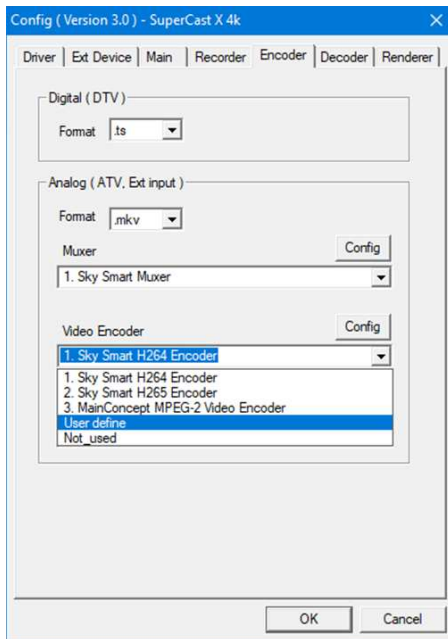 Config ( Version 3.0 ) - SuperCast X 4k
Driver Ext Device Main Recorder Encoder Decoder Renderer
Digital ( DTV )
Format .ts
Analog ( ATV, Ext input )
Format .mkv
Muxer Config
1. Sky Smart Muxer
Video Encoder Config
1. Sky Smart H264 Encoder
1. Sky Smart H264 Encoder
2. Sky Smart H265 Encoder
3. MainConcept MPEG-2 Video Encoder
User define
Not_used
OK Cancel